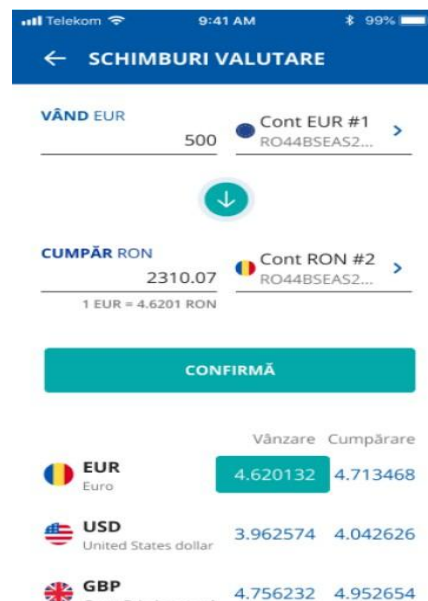 Telekom 9:41 AM 99%
SCHIMBURI VALUTARE
VÂND EUR
500
Cont EUR #1
RO44BSEAS2...
CUMPĂR RON
2310.07
Cont RON #2
RO44BSEAS2...
1 EUR = 4.6201 RON
CONFIRMĂ
Vânzare Cumpărare
EUR
Euro
4.620132 4.713468
USD
United States dollar
3.962574 4.042626
GBP
4.756232 4.952654